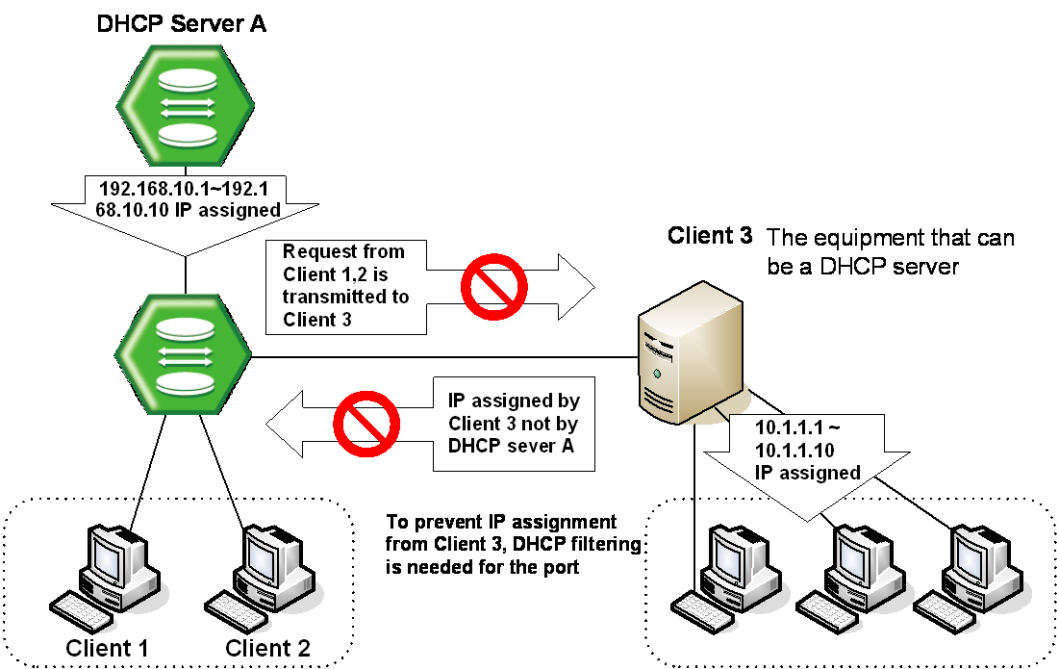 DHCP Server A
192.168.10.1~192.1
68.10.10 IP assigned
Request from
Client 1,2 is
transmitted to
Client 3
Client 3 The equipment that can
be a DHCP server
IP assigned by
Client 3 not by
DHCP sever A
10.1.1.1 ~
10.1.1.10
IP assigned
To prevent IP assignment
from Client 3, DHCP filtering
is needed for the port
Client 1
Client 2